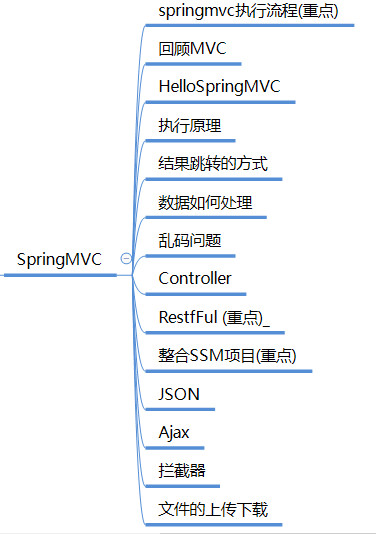 springmvc执行流程(重点)
回顾MVC
HelloSpringMVC
执行原理
结果跳转的方式
数据如何处理
乱码问题
SpringMVC
Controller
RestfFul (重点)_
整合SSM项目(重点)
JSON
Ajax
拦截器
文件的上传下载